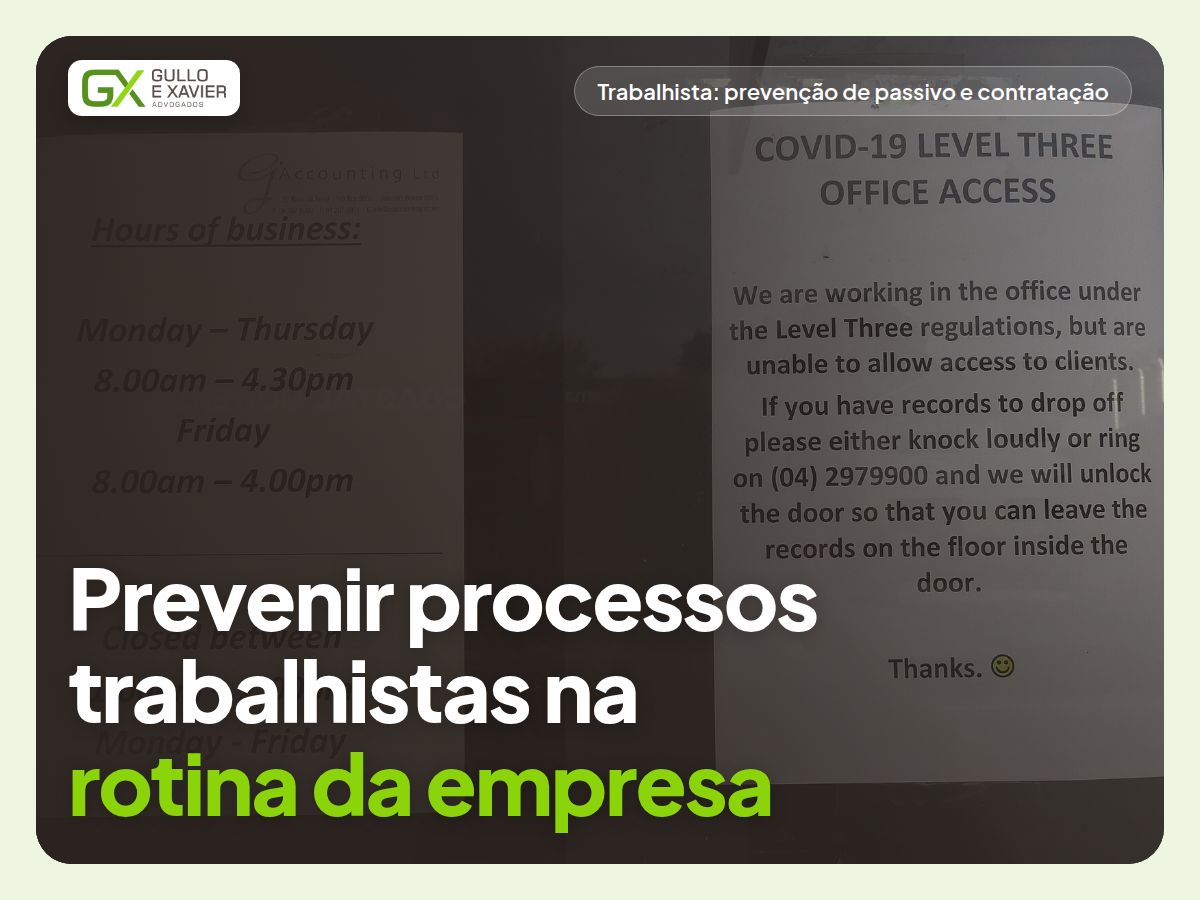 GX GULLO
E XAVIER
ADVOGADOS
Trabalhista: prevenção de passivo e contratação
Accounting Ltd
Hours of business:
Monday – Thursday
8.00am – 4.30pm
Friday
8.00am – 4.00pm
Closed between
Monday - Friday
COVID-19 LEVEL THREE
OFFICE ACCESS
We are working in the office under
the Level Three regulations, but are
unable to allow access to clients.
If you have records to drop off
please either knock loudly or ring
on (04) 2979900 and we will unlock
the door so that you can leave the
records on the floor inside the
door.
Thanks.
Prevenir processos
trabalhistas na
rotina da empresa